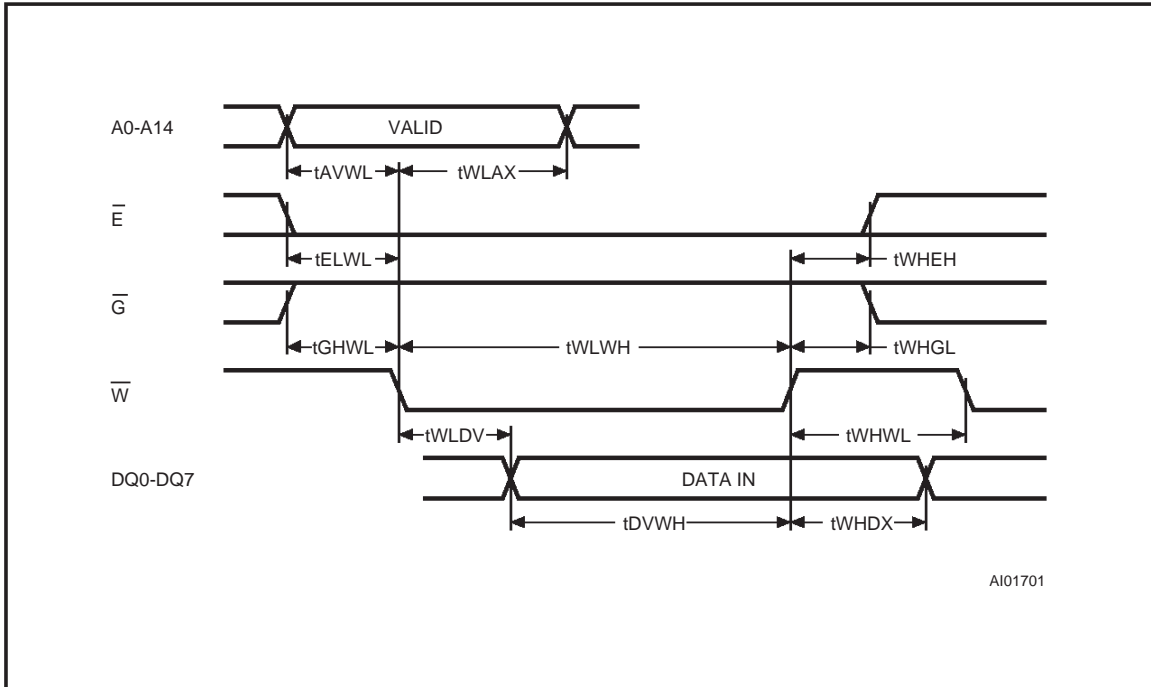 A0-A14
VALID
tAVWL
tWLAX
E̅
tELWL
tWHEH
G̅
tGHWL
tWLWH
tWHGL
W̅
tWLDV
tWHWL
DQ0-DQ7
DATA IN
tDVWH
tWHDX
AI01701